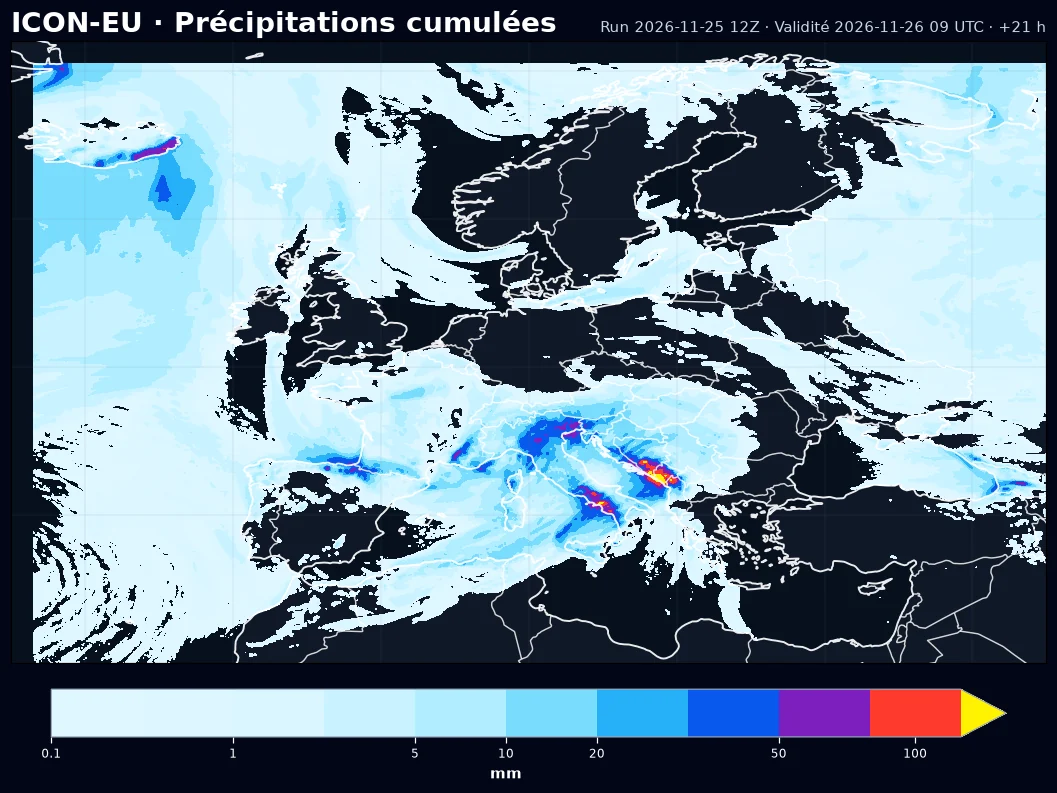 ICON-EU · Précipitations cumulées
Run 2026-11-25 12Z · Validité 2026-11-26 09 UTC · +21 h
0.1 1 5 10 20 50 100
mm